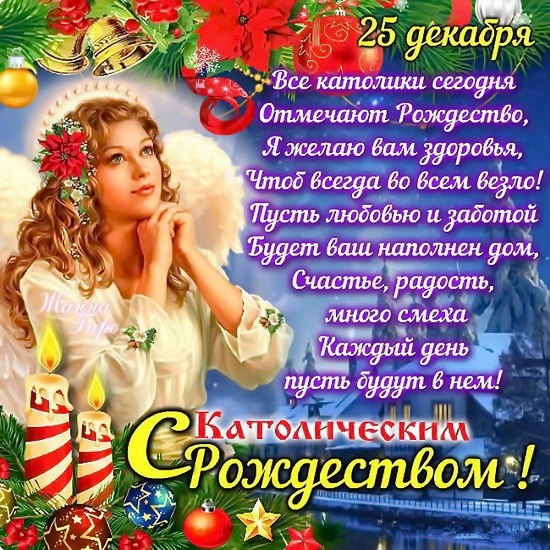 25 декабря
Все католики сегодня
Отмечают Рождество,
Я желаю вам здоровья,
Чтоб всегда во всем везло!
Пусть любовью и заботой
Будет ваш наполнен дом,
Счастье, радость,
много смеха
Каждый день
пусть будут в нем!
Жанна
С Католическим
Рождеством!